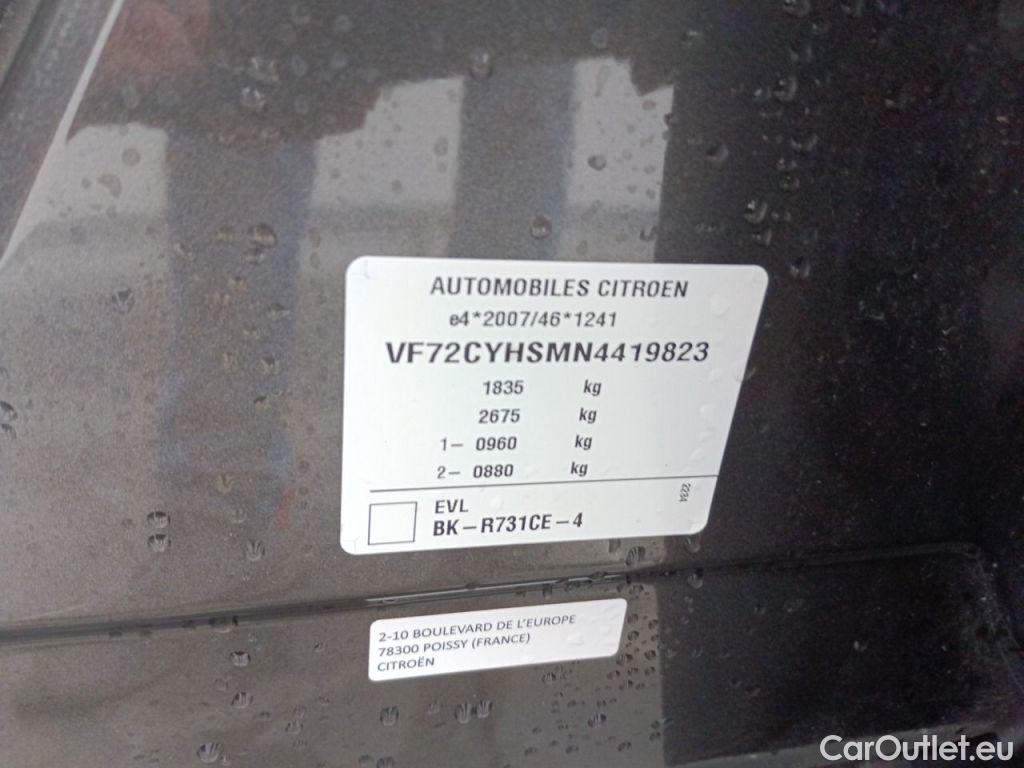 AUTOMOBILES CITROEN
e4*2007/46*1241
VF72CYHSMN4419823
1835 kg
2675 kg
1– 0960 kg
2– 0880 kg
2234
EVL
BK–R731CE–4
2-10 BOULEVARD DE L'EUROPE
78300 POISSY (FRANCE)
CITROËN
CarOutlet.eu